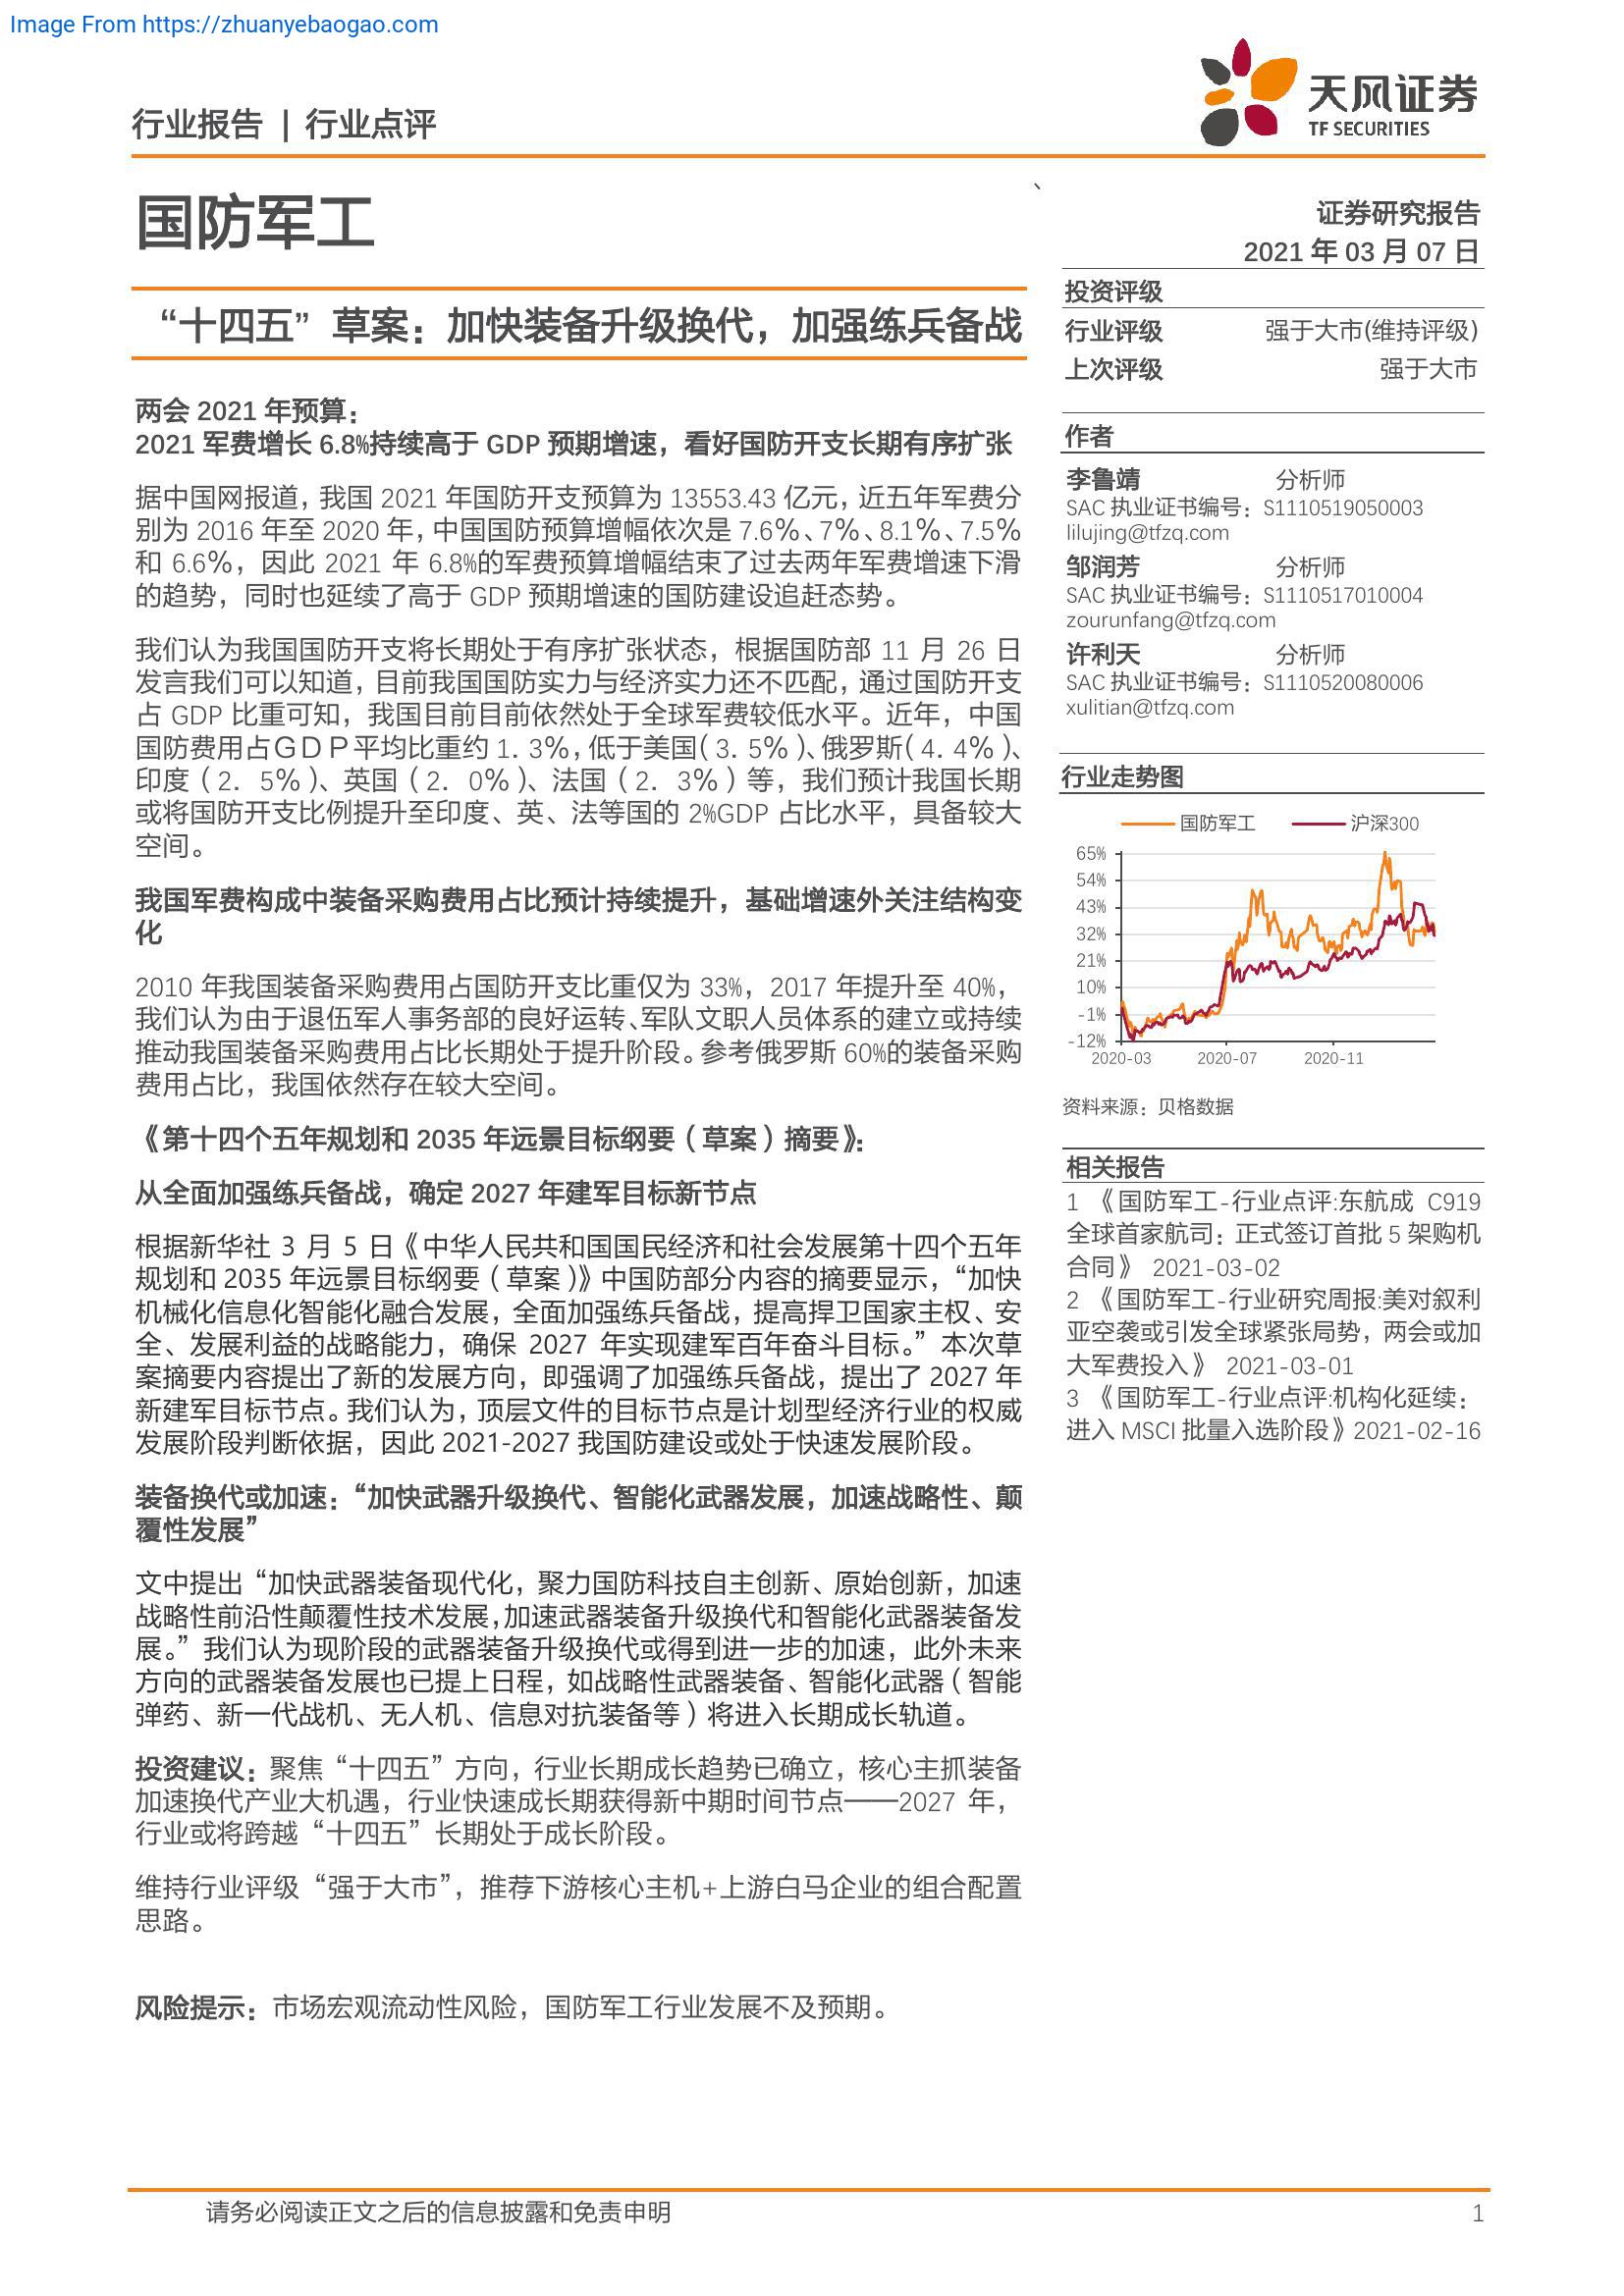 Image From https://zhuanyebaogao.com
行业报告 | 行业点评
天风证券
TF SECURITIES
国防军工
、
证券研究报告
2021 年 03 月 07 日
“十四五” 草案：加快装备升级换代，加强练兵备战
两会 2021 年预算：
2021 军费增长 6.8%持续高于 GDP 预期增速，看好国防开支长期有序扩张
据中国网报道，我国 2021 年国防开支预算为 13553.43 亿元，近五年军费分
别为 2016 年至 2020 年，中国国防预算增幅依次是 7.6%、7%、8.1%、7.5%
和 6.6%，因此 2021 年 6.8%的军费预算增幅结束了过去两年军费增速下滑
的趋势，同时也延续了高于 GDP 预期增速的国防建设追赶态势。
我们认为我国国防开支将长期处于有序扩张状态，根据国防部 11 月 26 日
发言我们可以知道，目前我国国防实力与经济实力还不匹配，通过国防开支
占 GDP 比重可知，我国目前目前依然处于全球军费较低水平。近年，中国
国防费用占ＧＤＰ平均比重约 1．3%，低于美国（3．5%）、俄罗斯（4．4%）、
印度（2．5%）、英国（2．0%）、法国（2．3%）等，我们预计我国长期
或将国防开支比例提升至印度、英、法等国的 2%GDP 占比水平，具备较大
空间。
我国军费构成中装备采购费用占比预计持续提升，基础增速外关注结构变
化
2010 年我国装备采购费用占国防开支比重仅为 33%，2017 年提升至 40%，
我们认为由于退伍军人事务部的良好运转、军队文职人员体系的建立或持续
推动我国装备采购费用占比长期处于提升阶段。参考俄罗斯 60%的装备采购
费用占比，我国依然存在较大空间。
《第十四个五年规划和 2035 年远景目标纲要（草案）摘要》：
从全面加强练兵备战，确定 2027 年建军目标新节点
根据新华社 3 月 5 日《中华人民共和国国民经济和社会发展第十四个五年
规划和 2035 年远景目标纲要（草案）》中国防部分内容的摘要显示，“加快
机械化信息化智能化融合发展，全面加强练兵备战，提高捍卫国家主权、安
全、发展利益的战略能力，确保 2027 年实现建军百年奋斗目标。” 本次草
案摘要内容提出了新的发展方向，即强调了加强练兵备战，提出了 2027 年
新建军目标节点。我们认为，顶层文件的目标节点是计划型经济行业的权威
发展阶段判断依据，因此 2021-2027 我国防建设或处于快速发展阶段。
装备换代或加速：“加快武器升级换代、智能化武器发展，加速战略性、颠
覆性发展”
文中提出“加快武器装备现代化，聚力国防科技自主创新、原始创新，加速
战略性前沿性颠覆性技术发展，加速武器装备升级换代和智能化武器装备发
展。” 我们认为现阶段的武器装备升级换代或得到进一步的加速，此外未来
方向的武器装备发展也已提上日程，如战略性武器装备、智能化武器（智能
弹药、新一代战机、无人机、信息对抗装备等）将进入长期成长轨道。
投资建议：聚焦“十四五”方向，行业长期成长趋势已确立，核心主抓装备
加速换代产业大机遇，行业快速成长期获得新中期时间节点——2027 年，
行业或将跨越“十四五”长期处于成长阶段。
维持行业评级“强于大市”，推荐下游核心主机+上游白马企业的组合配置
思路。
风险提示：市场宏观流动性风险，国防军工行业发展不及预期。
投资评级
行业评级 强于大市(维持评级)
上次评级 强于大市
作者
李鲁靖 分析师
SAC 执业证书编号：S1110519050003
lilujing@tfzq.com
邹润芳 分析师
SAC 执业证书编号：S1110517010004
zourunfang@tfzq.com
许利天 分析师
SAC 执业证书编号：S1110520080006
xulitian@tfzq.com
行业走势图
国防军工 沪深300
65%
54%
43%
32%
21%
10%
-1%
-12%
2020-03 2020-07 2020-11
资料来源：贝格数据
相关报告
1 《国防军工-行业点评:东航成 C919
全球首家航司：正式签订首批 5 架购机
合同》 2021-03-02
2 《国防军工-行业研究周报:美对叙利
亚空袭或引发全球紧张局势，两会或加
大军费投入》 2021-03-01
3 《国防军工-行业点评:机构化延续：
进入 MSCI 批量入选阶段》2021-02-16
请务必阅读正文之后的信息披露和免责申明 1